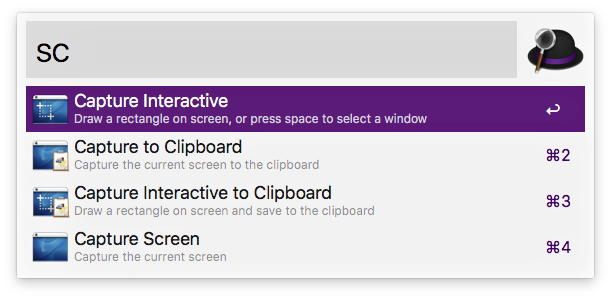 SC
Capture Interactive
Draw a rectangle on screen, or press space to select a window
↩
Capture to Clipboard
Capture the current screen to the clipboard
⌘2
Capture Interactive to Clipboard
Draw a rectangle on screen and save to the clipboard
⌘3
Capture Screen
Capture the current screen
⌘4